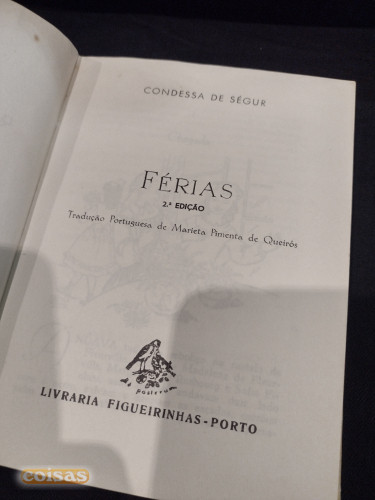 CONDESSA DE SÉGUR
FÉRIAS
2.ª EDIÇÃO
Tradução Portuguesa de Marieta Pimenta de Queirós
LIVRARIA FIGUEIRINHAS-PORTO
coisas